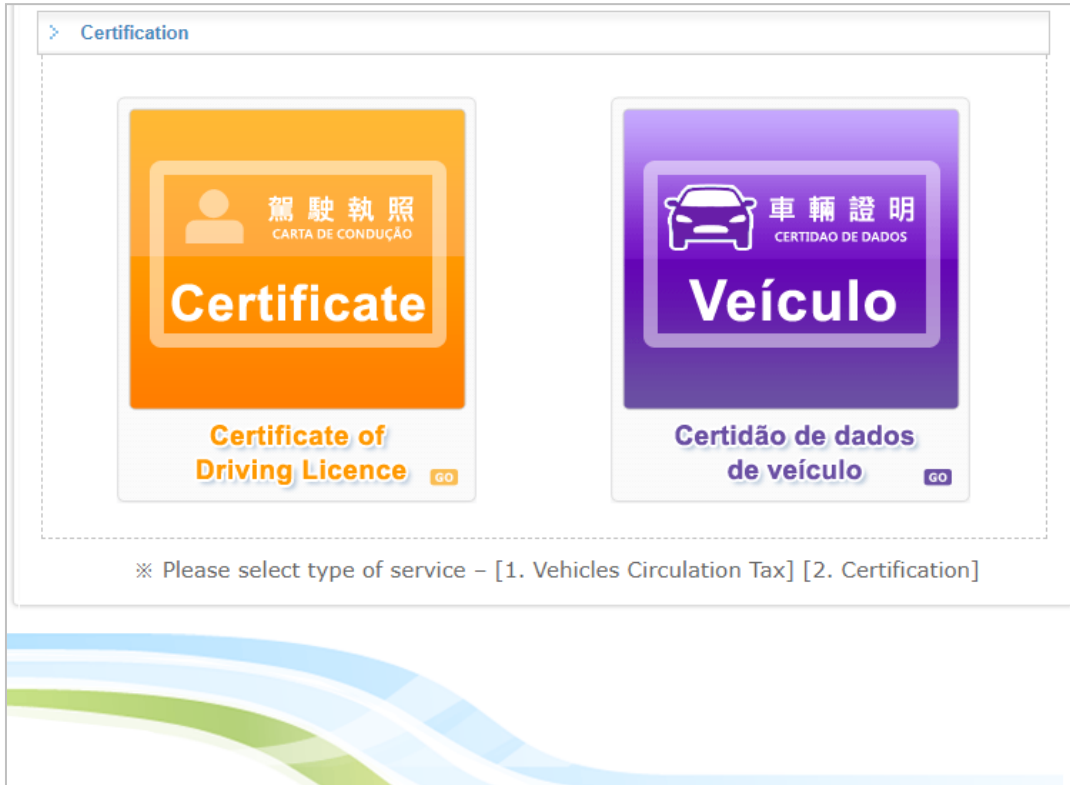 Certification
駕駛執照
CARTA DE CONDUÇÃO
Certificate
Certificate of
Driving Licence
GO
車輛證明
CERTIDAO DE DADOS
Veículo
Certidão de dados
de veículo
GO
※ Please select type of service – [1. Vehicles Circulation Tax] [2. Certification]